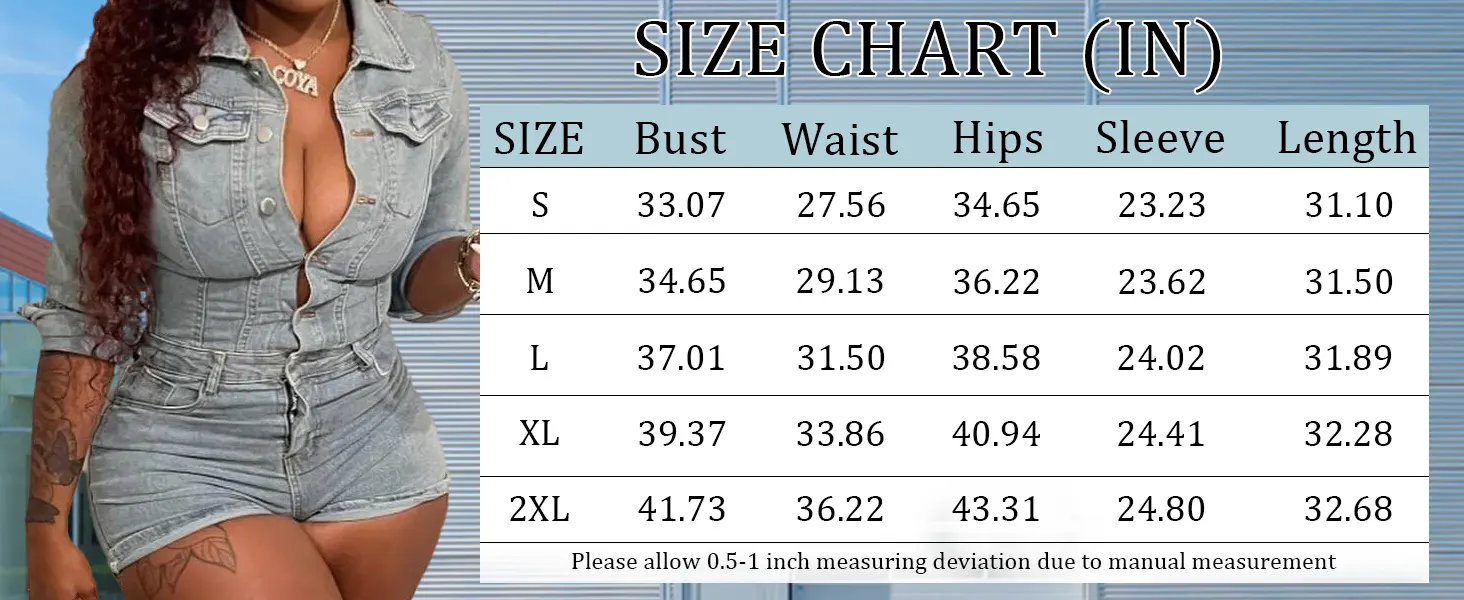 SIZE CHART (IN)
COYA
SIZE Bust Waist Hips Sleeve Length
S 33.07 27.56 34.65 23.23 31.10
M 34.65 29.13 36.22 23.62 31.50
L 37.01 31.50 38.58 24.02 31.89
XL 39.37 33.86 40.94 24.41 32.28
2XL 41.73 36.22 43.31 24.80 32.68
Please allow 0.5-1 inch measuring deviation due to manual measurement